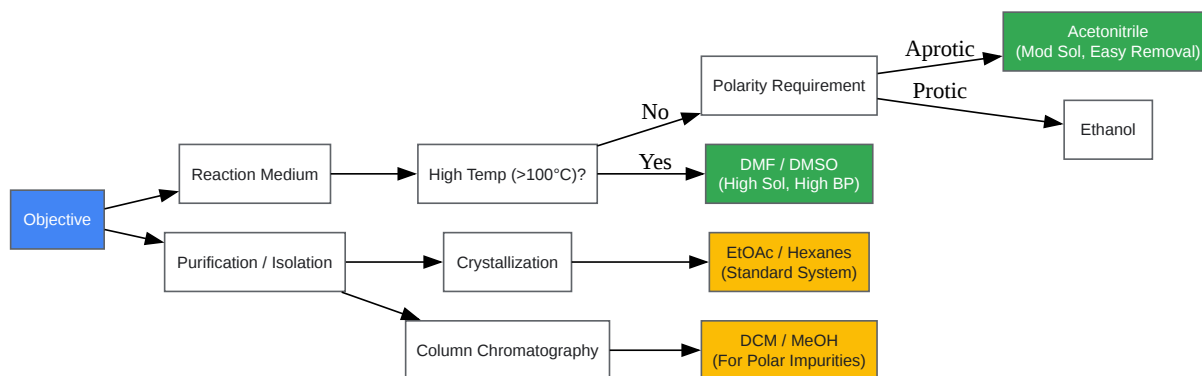 Objective
Reaction Medium
High Temp (>100°C)?
No
Yes
Polarity Requirement
Aprotic
Protic
Acetonitrile
(Mod Sol, Easy Removal)
Ethanol
DMF / DMSO
(High Sol, High BP)
Purification / Isolation
Crystallization
EtOAc / Hexanes
(Standard System)
Column Chromatography
DCM / MeOH
(For Polar Impurities)